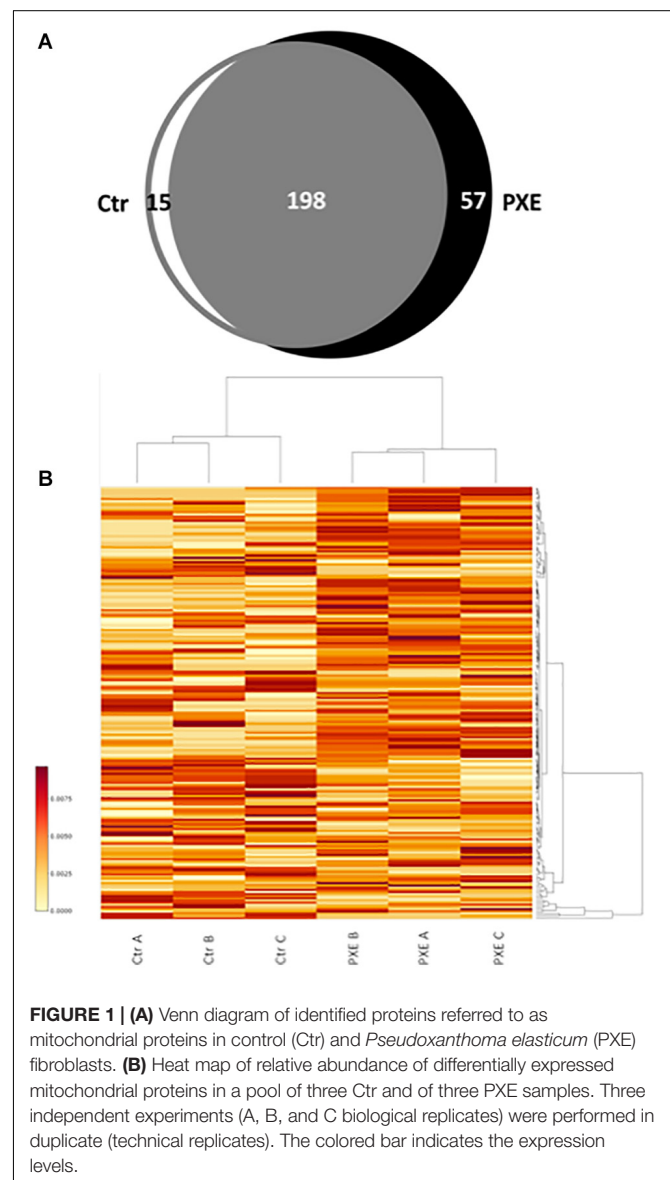 A
Ctr 15 198 57 PXE
B
0.0075
0.0050
0.0025
0.0000
Ctr A Ctr B Ctr C PXE B PXE A PXE C
FIGURE 1 | (A) Venn diagram of identified proteins referred to as
mitochondrial proteins in control (Ctr) and Pseudoxanthoma elasticum (PXE)
fibroblasts. (B) Heat map of relative abundance of differentially expressed
mitochondrial proteins in a pool of three Ctr and of three PXE samples. Three
independent experiments (A, B, and C biological replicates) were performed in
duplicate (technical replicates). The colored bar indicates the expression
levels.